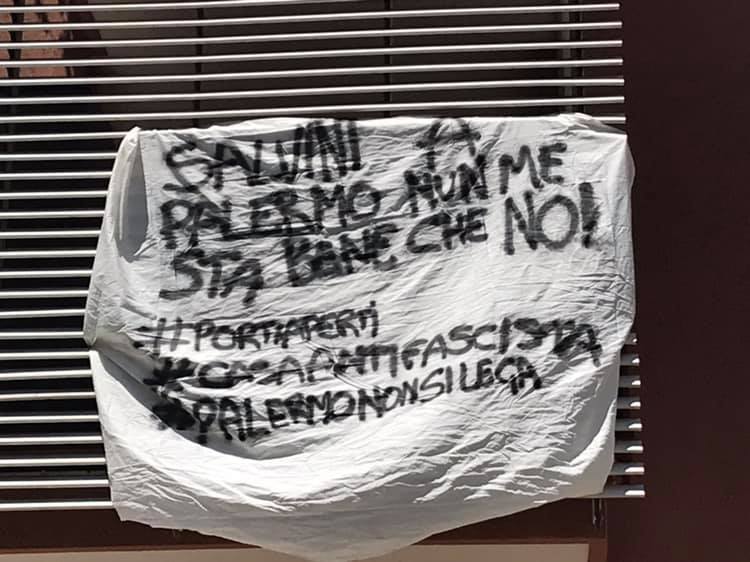 SALVINI A
PALERMO NUN ME
STA BENE CHE NO!
#PORTIAPERTI
#CASAANTIFASCISTA
#PALERMONONSILEGA